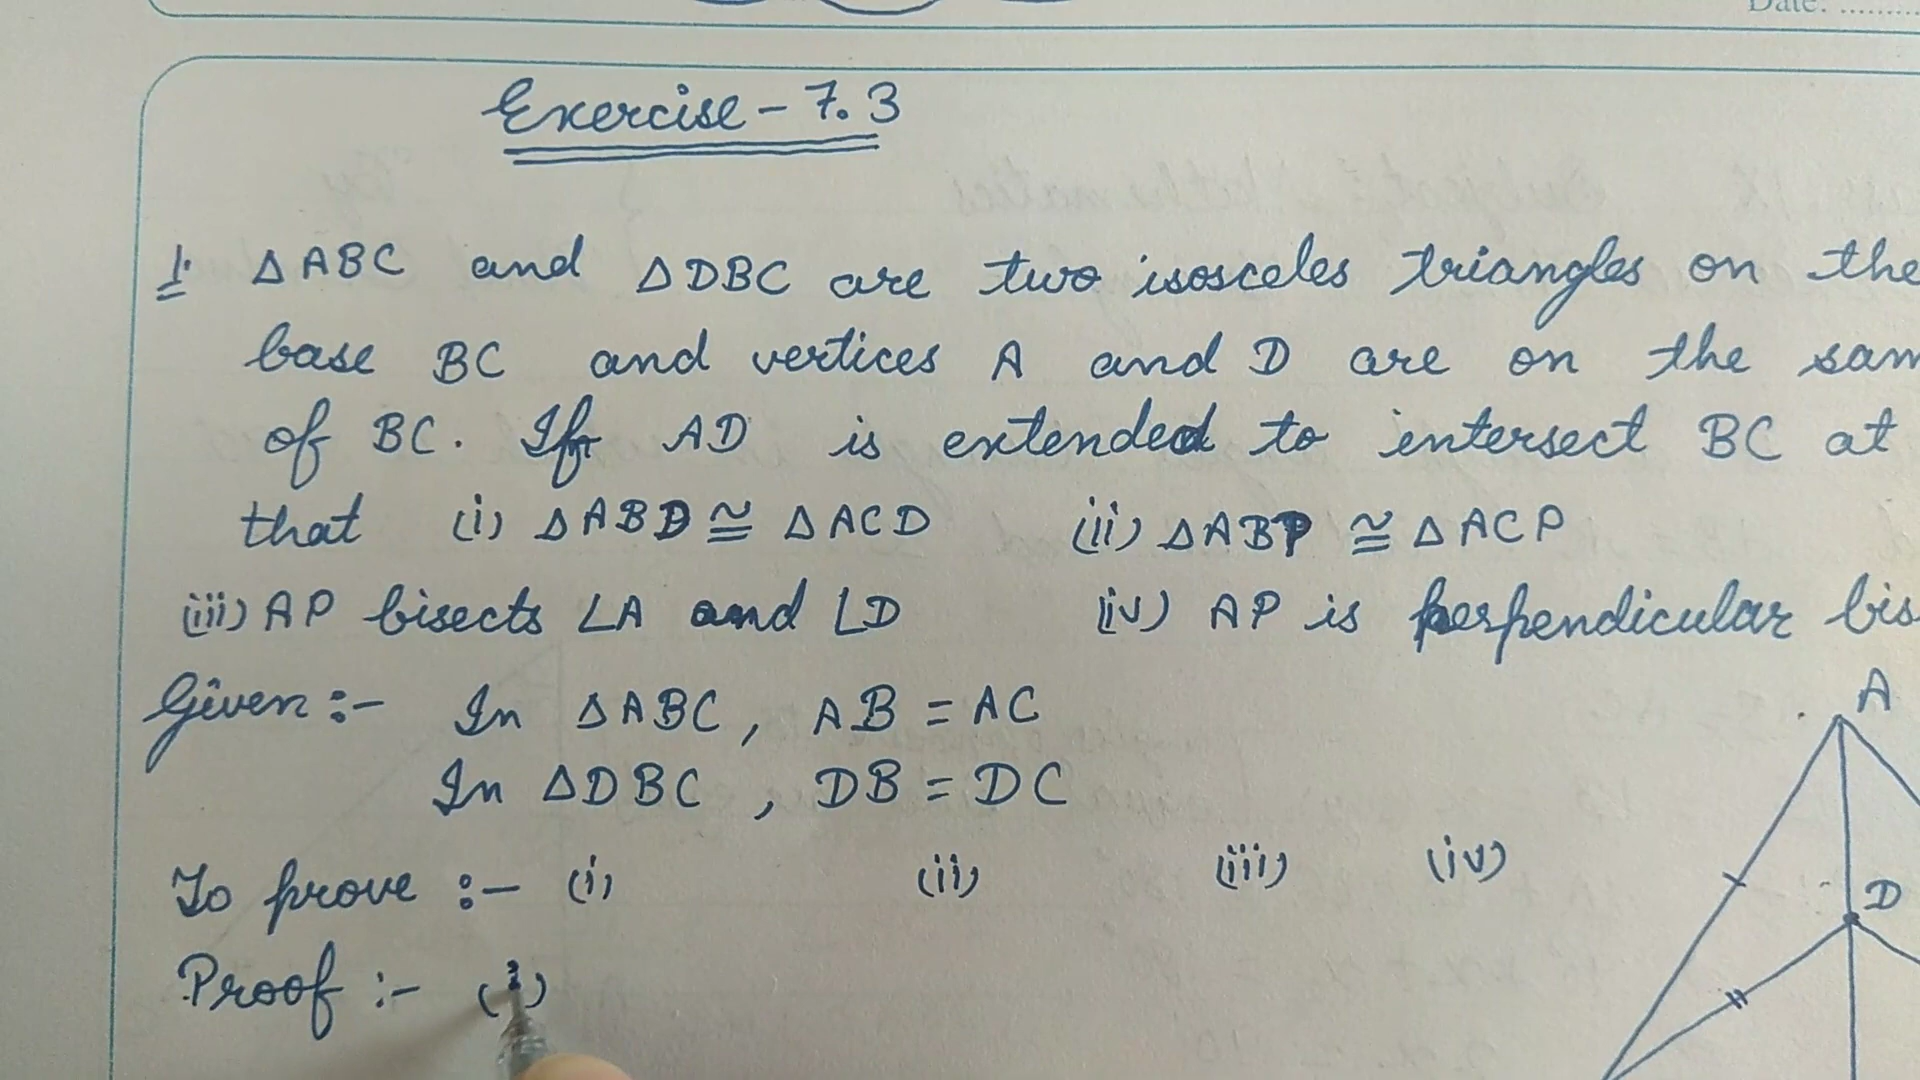 Date: ........
Exercise - 7.3
1. ΔABC and ΔDBC are two isosceles triangles on the
base BC and vertices A and D are on the sam
of BC. If AD is extended to intersect BC at
that (i) ΔABD ≅ ΔACD (ii) ΔABP ≅ ΔACP
(iii) AP bisects ∠A and ∠D (iv) AP is perpendicular bis
Given :- In ΔABC, AB = AC
In ΔDBC, DB = DC
To prove :- (i) (ii) (iii) (iv)
Proof :- (i)
A
D